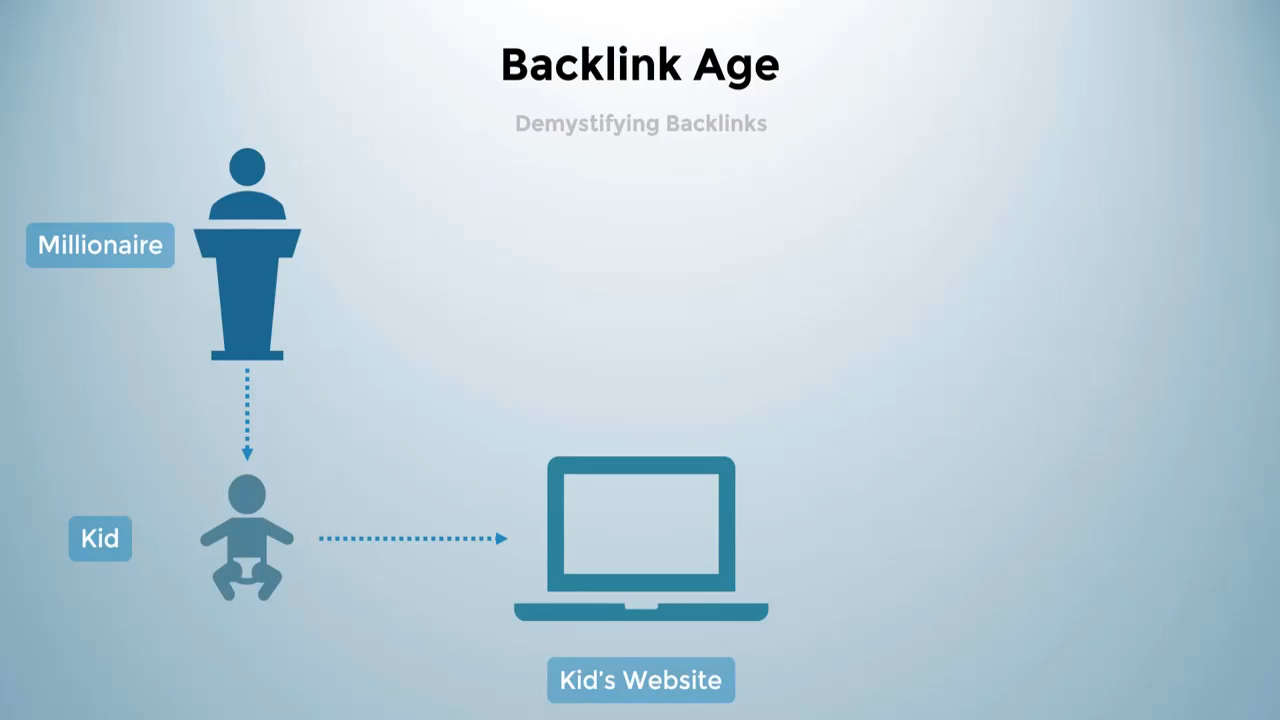 Backlink Age
Demystifying Backlinks
Millionaire
Kid
Kid’s Website